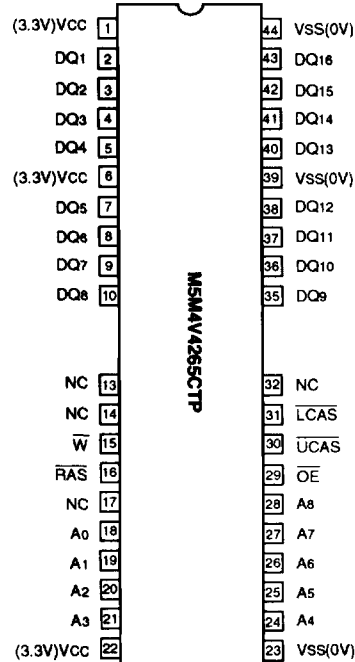 (3.3V)VCC 1 44 VSS(0V)
DQ1 2 43 DQ16
DQ2 3 42 DQ15
DQ3 4 41 DQ14
DQ4 5 40 DQ13
(3.3V)VCC 6 39 VSS(0V)
DQ5 7 38 DQ12
DQ6 8 37 DQ11
DQ7 9 36 DQ10
DQ8 10 35 DQ9
M5M4V4265CTP
NC 13 32 NC
NC 14 31 L̅C̅A̅S̅
W̅ 15 30 U̅C̅A̅S̅
R̅A̅S̅ 16 29 O̅E̅
NC 17 28 A8
A0 18 27 A7
A1 19 26 A6
A2 20 25 A5
A3 21 24 A4
(3.3V)VCC 22 23 VSS(0V)